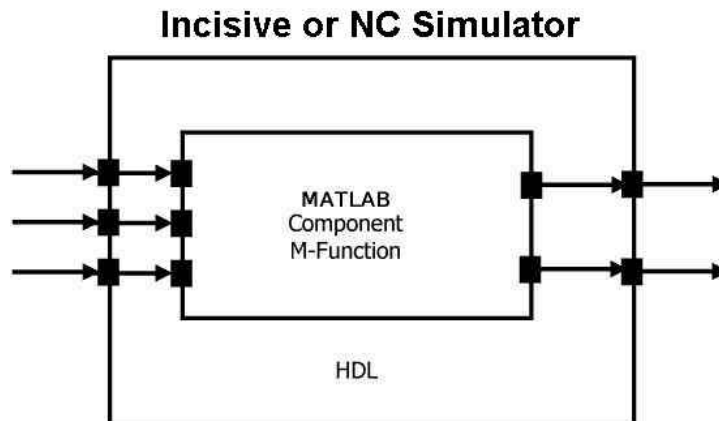 Incisive or NC Simulator
MATLAB
Component
M-Function
HDL